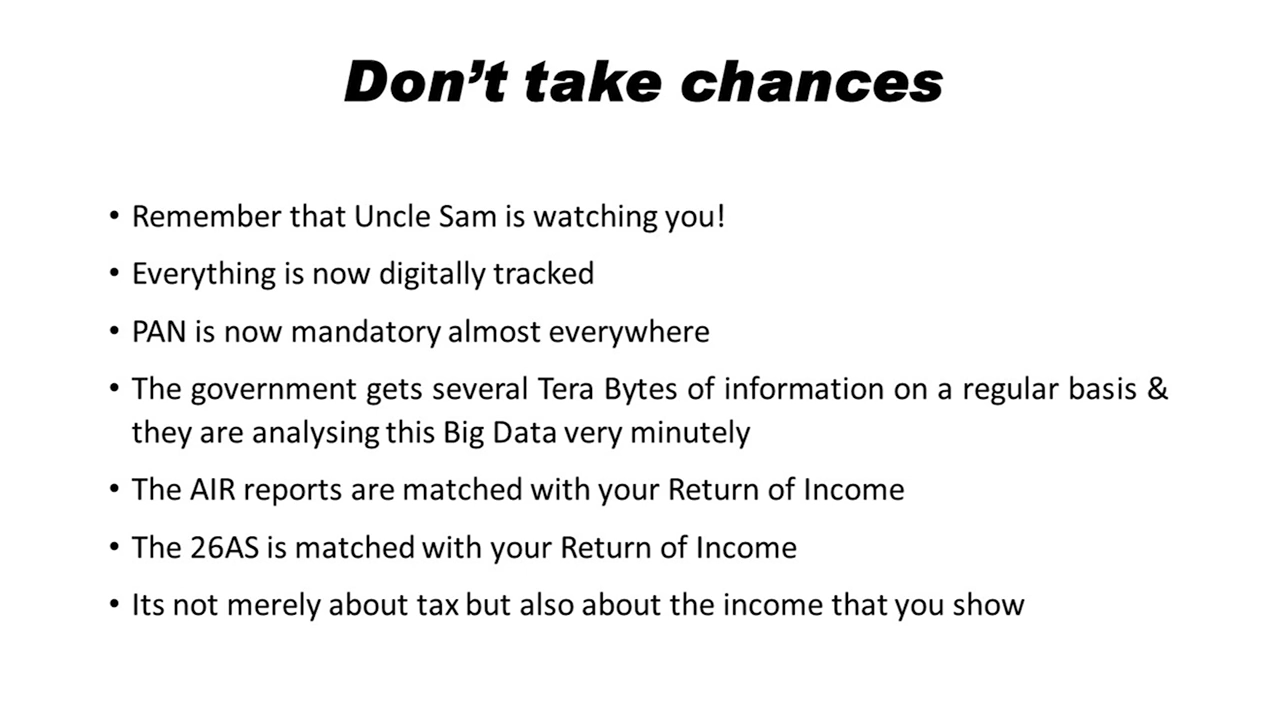 Don't take chances
• Remember that Uncle Sam is watching you!
• Everything is now digitally tracked
• PAN is now mandatory almost everywhere
• The government gets several Tera Bytes of information on a regular basis &
they are analysing this Big Data very minutely
• The AIR reports are matched with your Return of Income
• The 26AS is matched with your Return of Income
• Its not merely about tax but also about the income that you show